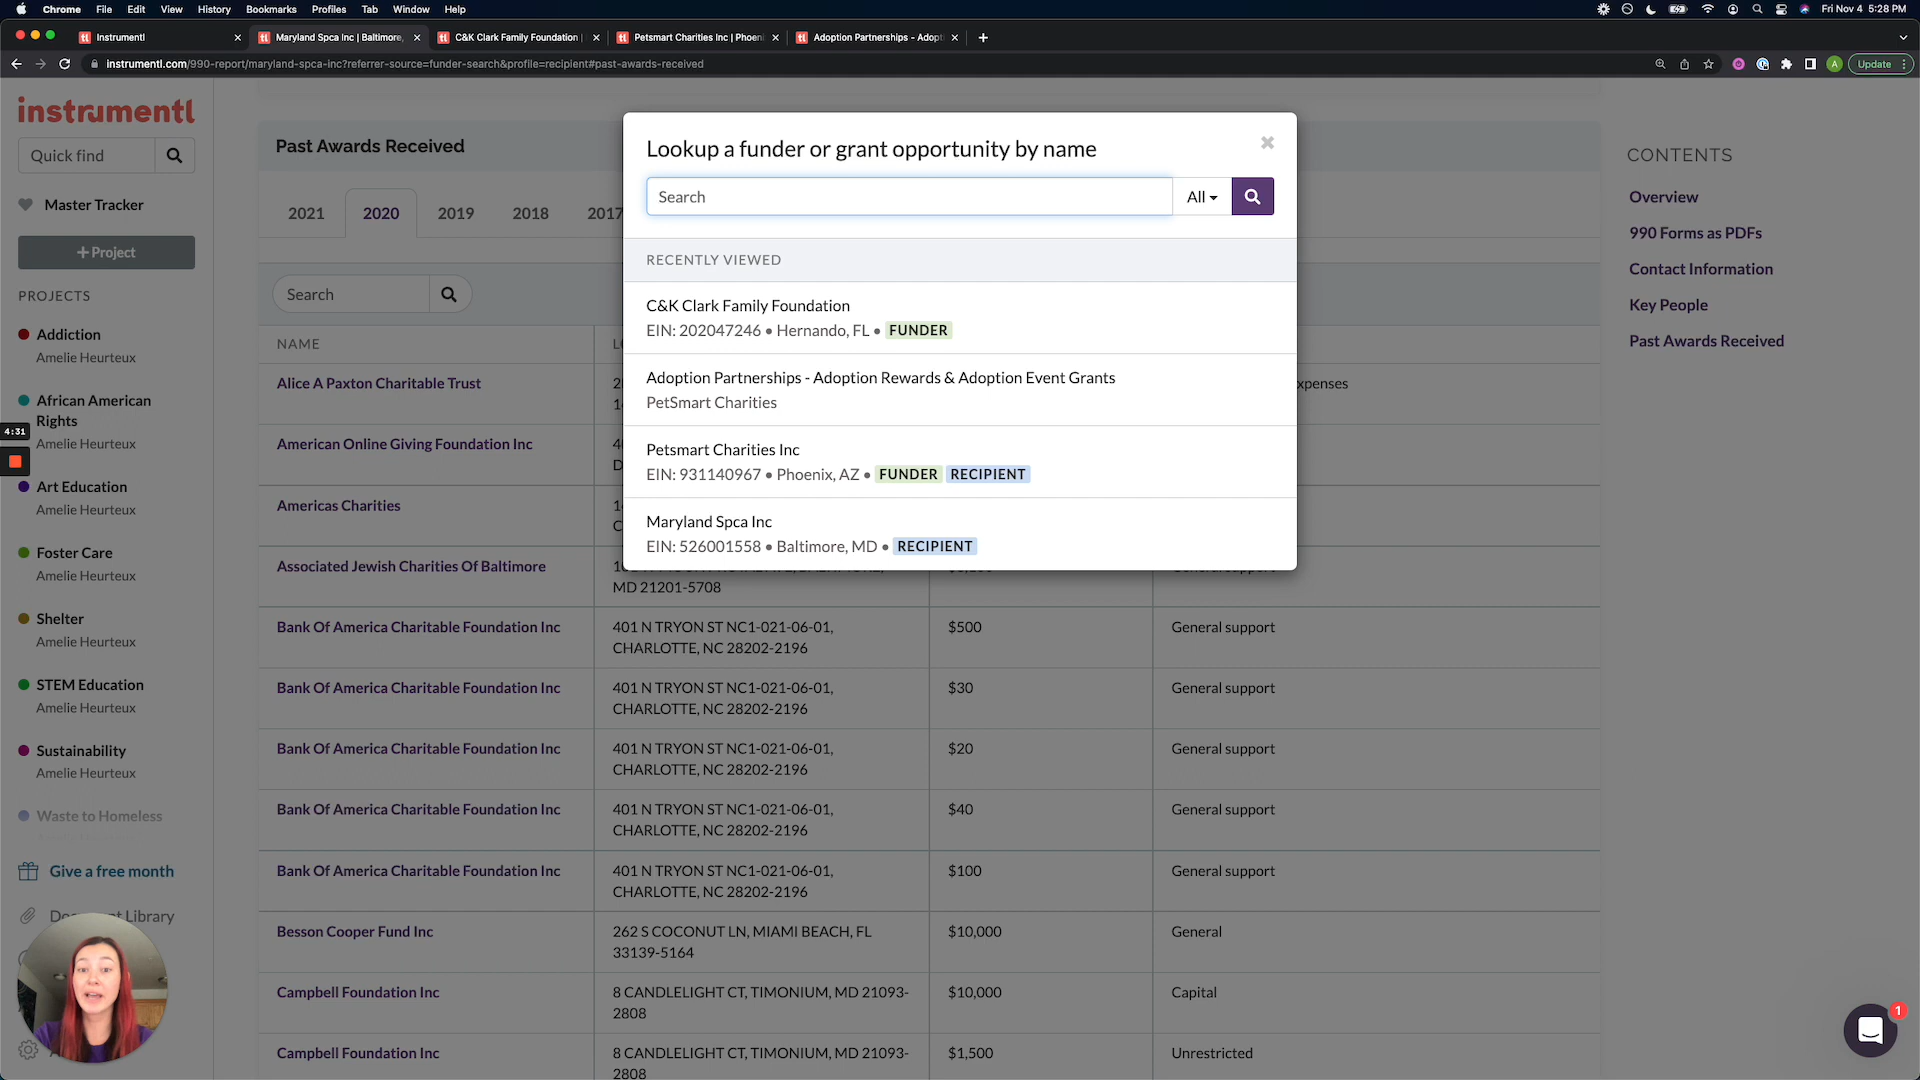 Chrome File Edit View History Bookmarks Profiles Tab Window Help
Fri Nov 4 5:28 PM
Instrumentl
Maryland Spca Inc | Baltimore,
C&K Clark Family Foundation |
Petsmart Charities Inc | Phoeni
Adoption Partnerships - Adopti
instrumentl.com/990-report/maryland-spca-inc?referrer-source=funder-search&profile=recipient#past-awards-received
A
Update
instrumentl
Quick find
Master Tracker
+ Project
PROJECTS
Addiction
Amelie Heurteux
African American
Rights
Amelie Heurteux
4:31
Art Education
Amelie Heurteux
Foster Care
Amelie Heurteux
Shelter
Amelie Heurteux
STEM Education
Amelie Heurteux
Sustainability
Amelie Heurteux
Waste to Homeless
Give a free month
Library
Past Awards Received
2021 2020 2019 2018 2017
Search
NAME
Alice A Paxton Charitable Trust
xpenses
American Online Giving Foundation Inc
Americas Charities
Associated Jewish Charities Of Baltimore
MD 21201-5708
Bank Of America Charitable Foundation Inc
401 N TRYON ST NC1-021-06-01,
CHARLOTTE, NC 28202-2196
$500
General support
Bank Of America Charitable Foundation Inc
401 N TRYON ST NC1-021-06-01,
CHARLOTTE, NC 28202-2196
$30
General support
Bank Of America Charitable Foundation Inc
401 N TRYON ST NC1-021-06-01,
CHARLOTTE, NC 28202-2196
$20
General support
Bank Of America Charitable Foundation Inc
401 N TRYON ST NC1-021-06-01,
CHARLOTTE, NC 28202-2196
$40
General support
Bank Of America Charitable Foundation Inc
401 N TRYON ST NC1-021-06-01,
CHARLOTTE, NC 28202-2196
$100
General support
Besson Cooper Fund Inc
262 S COCONUT LN, MIAMI BEACH, FL
33139-5164
$10,000
General
Campbell Foundation Inc
8 CANDLELIGHT CT, TIMONIUM, MD 21093-
2808
$10,000
Capital
Campbell Foundation Inc
8 CANDLELIGHT CT, TIMONIUM, MD 21093-
2808
$1,500
Unrestricted
Lookup a funder or grant opportunity by name
Search
All
RECENTLY VIEWED
C&K Clark Family Foundation
EIN: 202047246 • Hernando, FL • FUNDER
Adoption Partnerships - Adoption Rewards & Adoption Event Grants
PetSmart Charities
Petsmart Charities Inc
EIN: 931140967 • Phoenix, AZ • FUNDER RECIPIENT
Maryland Spca Inc
EIN: 526001558 • Baltimore, MD • RECIPIENT
CONTENTS
Overview
990 Forms as PDFs
Contact Information
Key People
Past Awards Received
1